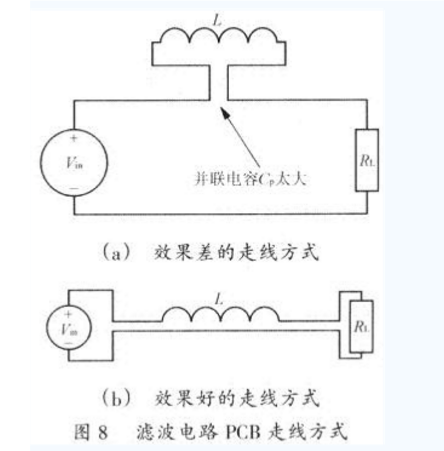 L
+
Vin
−
RL
并联电容Cp太大
(a) 效果差的走线方式
L
+
Vin
−
RL
(b) 效果好的走线方式
图 8 滤波电路 PCB 走线方式